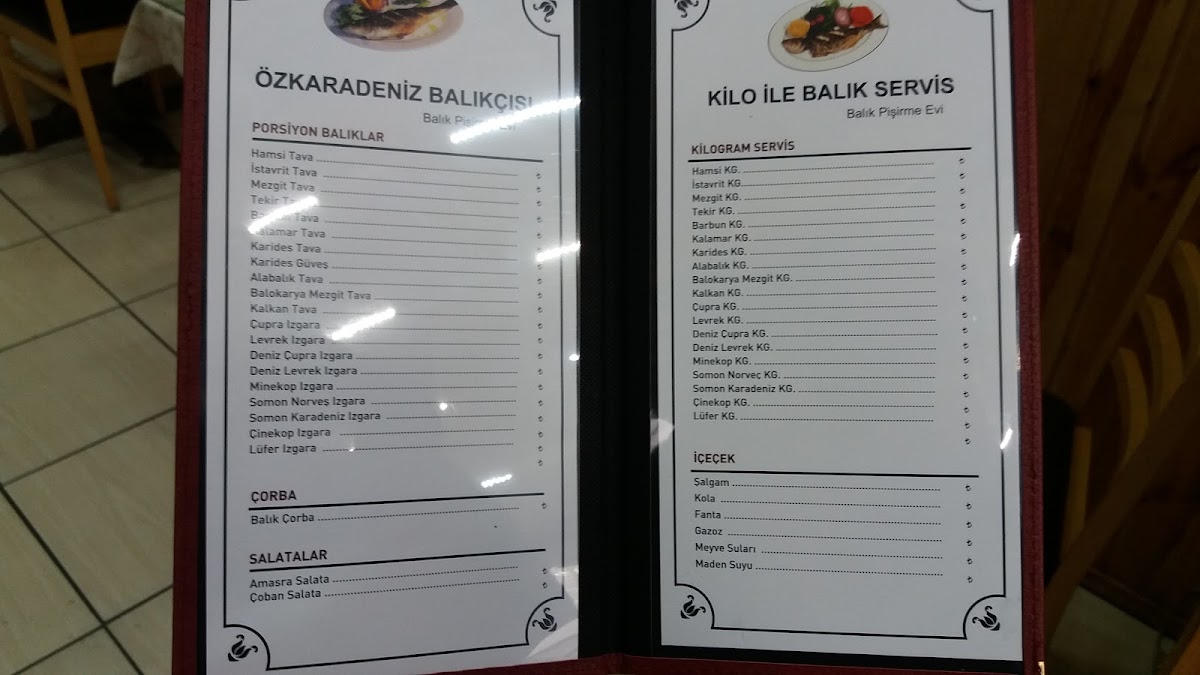 ÖZKARADENİZ BALIKÇISI
Balık Pişirme Evi
PORSİYON BALIKLAR
Hamsi Tava
İstavrit Tava
Mezgit Tava
Tekir
Tava
Kalamar Tava
Karides Tava
Karides Güveş
Alabalık Tava
Balokarya Mezgit Tava
Kalkan Tava
Çupra Izgara
Levrek Izgara
Deniz Çupra Izgara
Deniz Levrek Izgara
Minekop Izgara
Somon Norveş Izgara
Somon Karadeniz Izgara
Çinekop Izgara
Lüfer Izgara
ÇORBA
Balık Çorba
SALATALAR
Amasra Salata
Çoban Salata
KİLO İLE BALIK SERVİS
Balık Pişirme Evi
KİLOGRAM SERVİS
Hamsi KG.
İstavrit KG.
Mezgit KG.
Tekir KG.
Barbun KG.
Kalamar KG.
Karides KG.
Alabalık KG.
Balokarya Mezgit KG.
Kalkan KG.
Çupra KG.
Levrek KG.
Deniz Çupra KG.
Deniz Levrek KG.
Minekop KG.
Somon Norveç KG.
Somon Karadeniz KG.
Çinekop KG.
Lüfer KG.
İÇEÇEK
Şalgam
Kola
Fanta
Gazoz
Meyve Suları
Maden Suyu